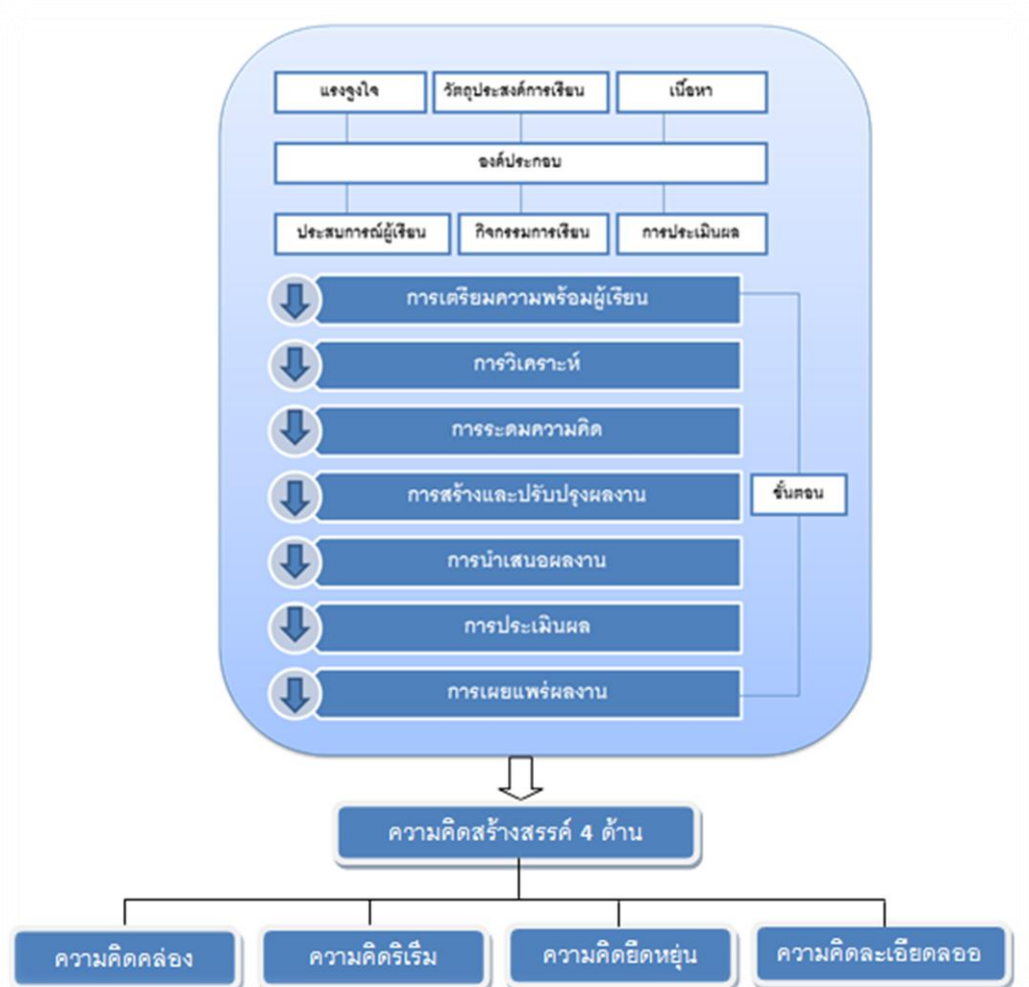 แรงจูงใจ วัตถุประสงค์การเรียน เนื้อหา
องค์ประกอบ
ประสบการณ์ผู้เรียน กิจกรรมการเรียน การประเมินผล
การเตรียมความพร้อมผู้เรียน
การวิเคราะห์
การระดมความคิด
การสร้างและปรับปรุงผลงาน
ขั้นตอน
การนำเสนอผลงาน
การประเมินผล
การเผยแพร่ผลงาน
ความคิดสร้างสรรค์ 4 ด้าน
ความคิดคล่อง ความคิดริเริ่ม ความคิดยืดหยุ่น ความคิดละเอียดลออ